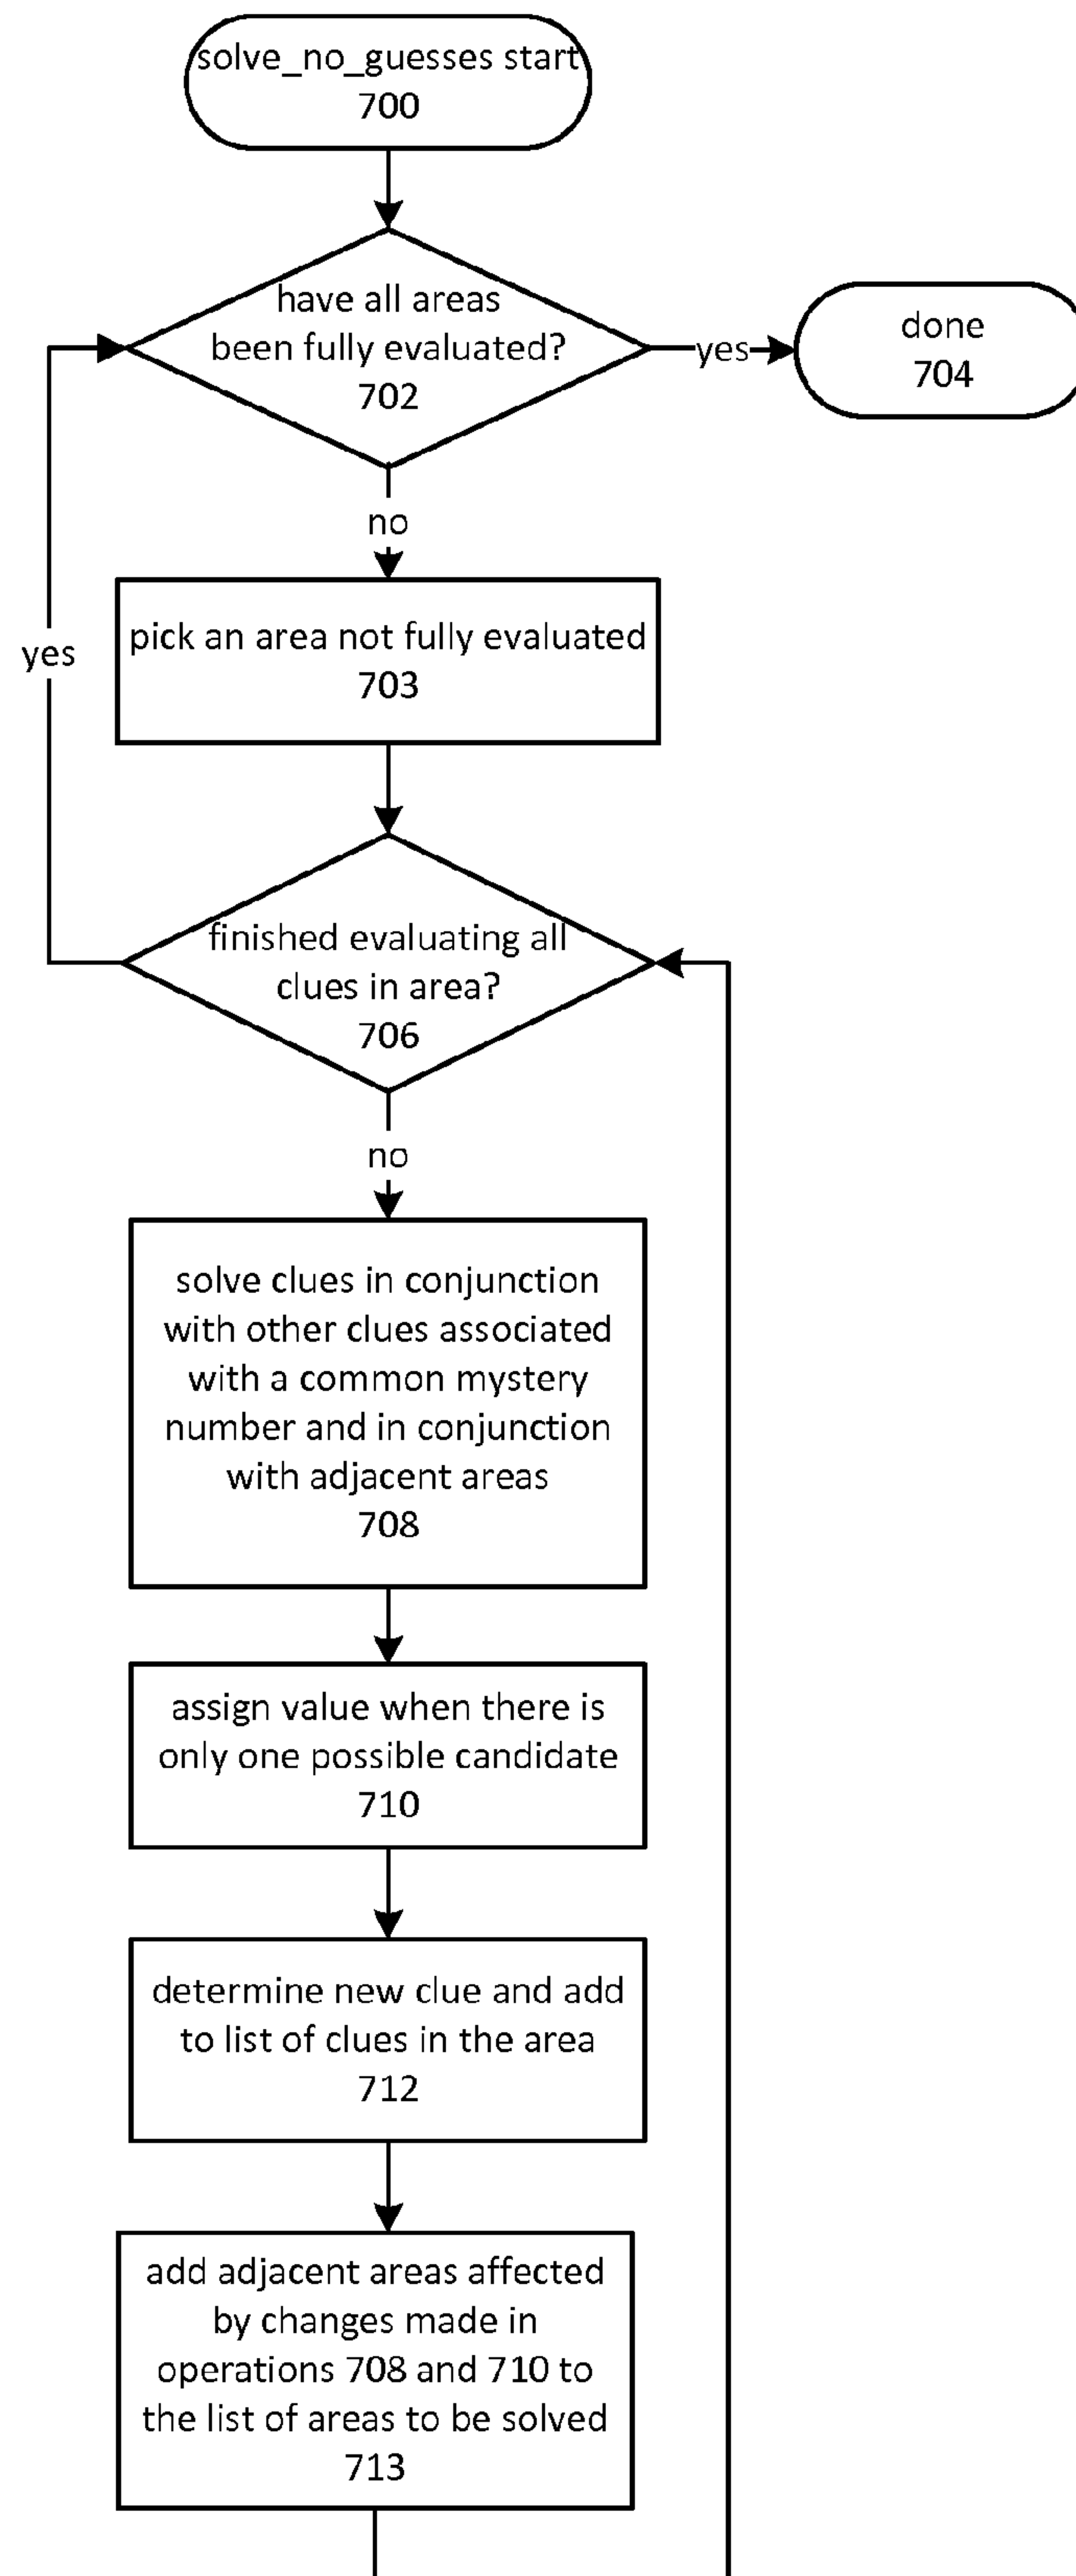 solve_no_guesses start
700
have all areas
been fully evaluated?
702
yes
done
704
no
pick an area not fully evaluated
703
yes
finished evaluating all
clues in area?
706
no
solve clues in conjunction
with other clues associated
with a common mystery
number and in conjunction
with adjacent areas
708
assign value when there is
only one possible candidate
710
determine new clue and add
to list of clues in the area
712
add adjacent areas affected
by changes made in
operations 708 and 710 to
the list of areas to be solved
713